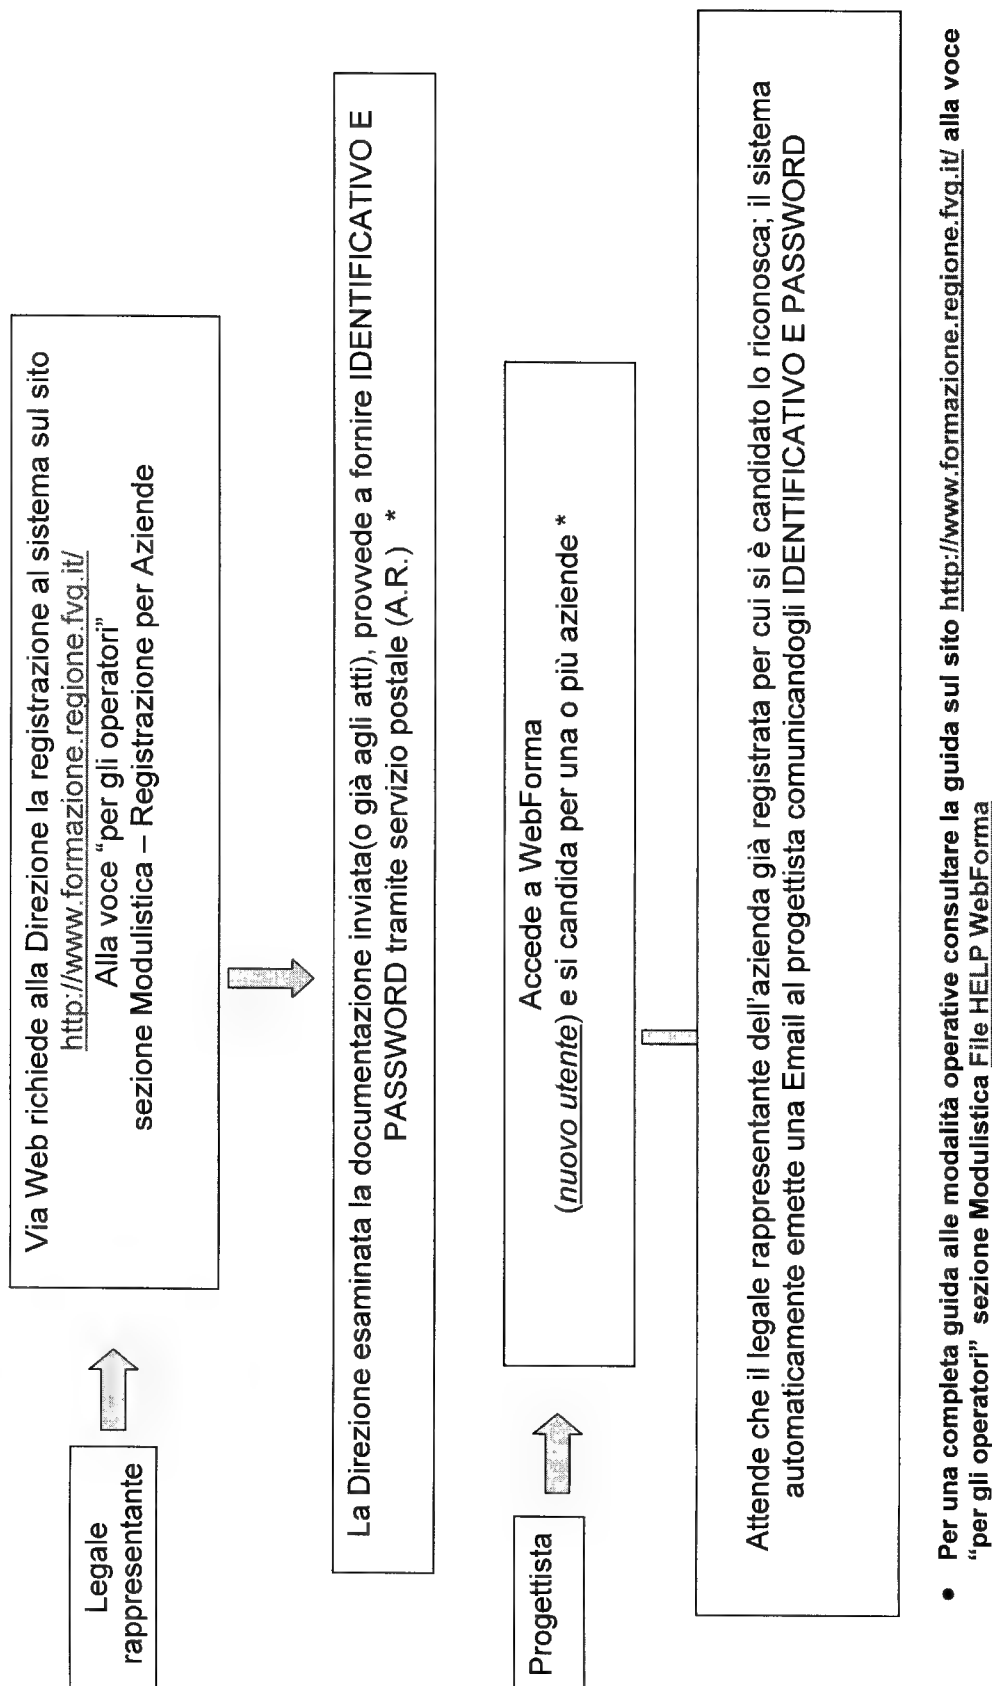 Legale
rappresentante
Via Web richiede alla Direzione la registrazione al sistema sul sito
http://www.formazione.regione.fvg.it/
Alla voce “per gli operatori”
sezione Modulistica – Registrazione per Aziende
La Direzione esaminata la documentazione inviata(o già agli atti), provvede a fornire IDENTIFICATIVO E
PASSWORD tramite servizio postale (A.R.) *
Progettista
Accede a WebForma
(nuovo utente) e si candida per una o più aziende *
Attende che il legale rappresentante dell'azienda già registrata per cui si è candidato lo riconosca; il sistema
automaticamente emette una Email al progettista comunicandogli IDENTIFICATIVO E PASSWORD
• Per una completa guida alle modalità operative consultare la guida sul sito http://www.formazione.regione.fvg.it/ alla voce
“per gli operatori” sezione Modulistica File HELP WebForma